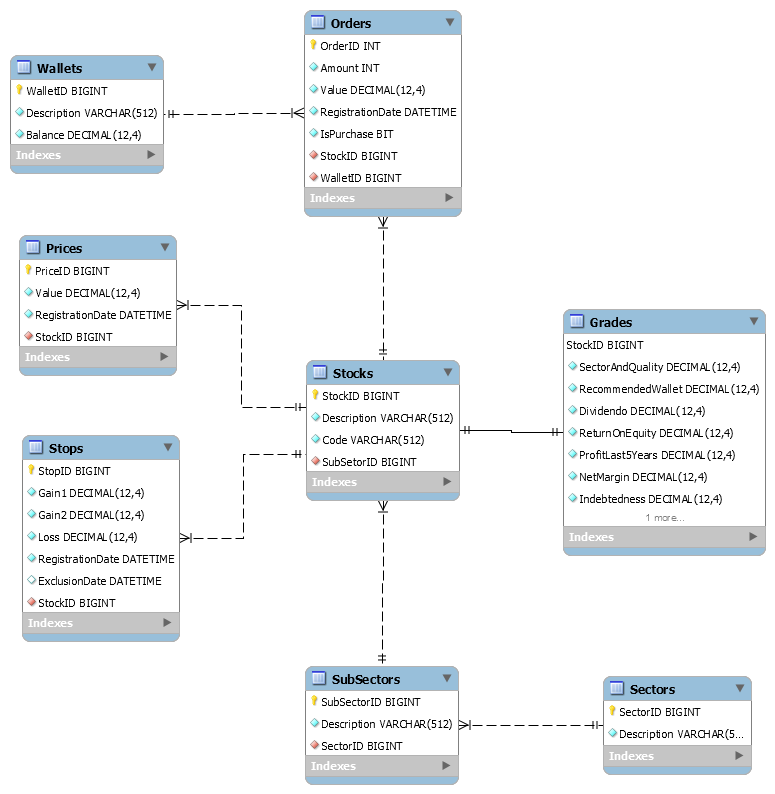 Orders
OrderID INT
Amount INT
Value DECIMAL(12,4)
RegistrationDate DATETIME
IsPurchase BIT
StockID BIGINT
WalletID BIGINT
Indexes
Wallets
WalletID BIGINT
Description VARCHAR(512)
Balance DECIMAL(12,4)
Indexes
Prices
PriceID BIGINT
Value DECIMAL(12,4)
RegistrationDate DATETIME
StockID BIGINT
Indexes
Grades
StockID BIGINT
SectorAndQuality DECIMAL(12,4)
RecommendedWallet DECIMAL(12,4)
Dividendo DECIMAL(12,4)
ReturnOnEquity DECIMAL(12,4)
ProfitLast5Years DECIMAL(12,4)
NetMargin DECIMAL(12,4)
Indebtedness DECIMAL(12,4)
1 more...
Indexes
Stocks
StockID BIGINT
Description VARCHAR(512)
Code VARCHAR(512)
SubSetorID BIGINT
Indexes
Stops
StopID BIGINT
Gain1 DECIMAL(12,4)
Gain2 DECIMAL(12,4)
Loss DECIMAL(12,4)
RegistrationDate DATETIME
ExclusionDate DATETIME
StockID BIGINT
Indexes
SubSectors
SubSectorID BIGINT
Description VARCHAR(512)
SectorID BIGINT
Indexes
Sectors
SectorID BIGINT
Description VARCHAR(5...
Indexes